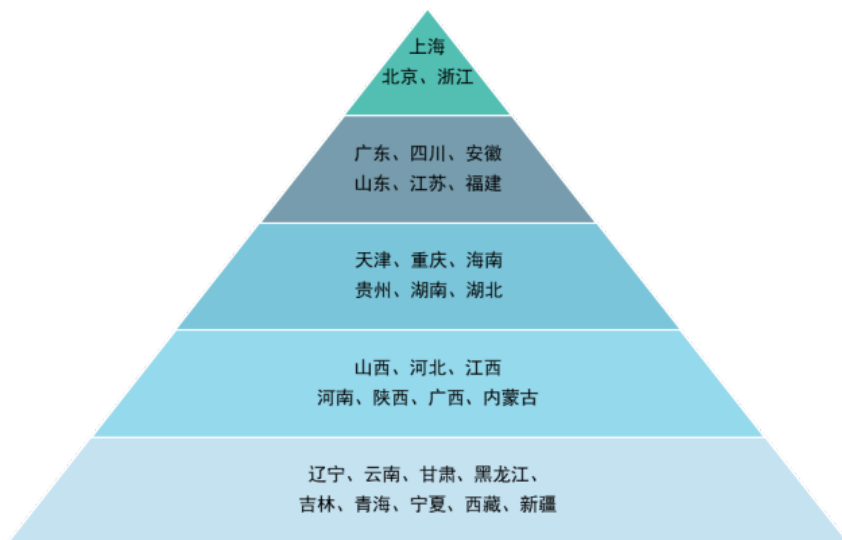 上海
北京、浙江
广东、四川、安徽
山东、江苏、福建
天津、重庆、海南
贵州、湖南、湖北
山西、河北、江西
河南、陕西、广西、内蒙古
辽宁、云南、甘肃、黑龙江、
吉林、青海、宁夏、西藏、新疆